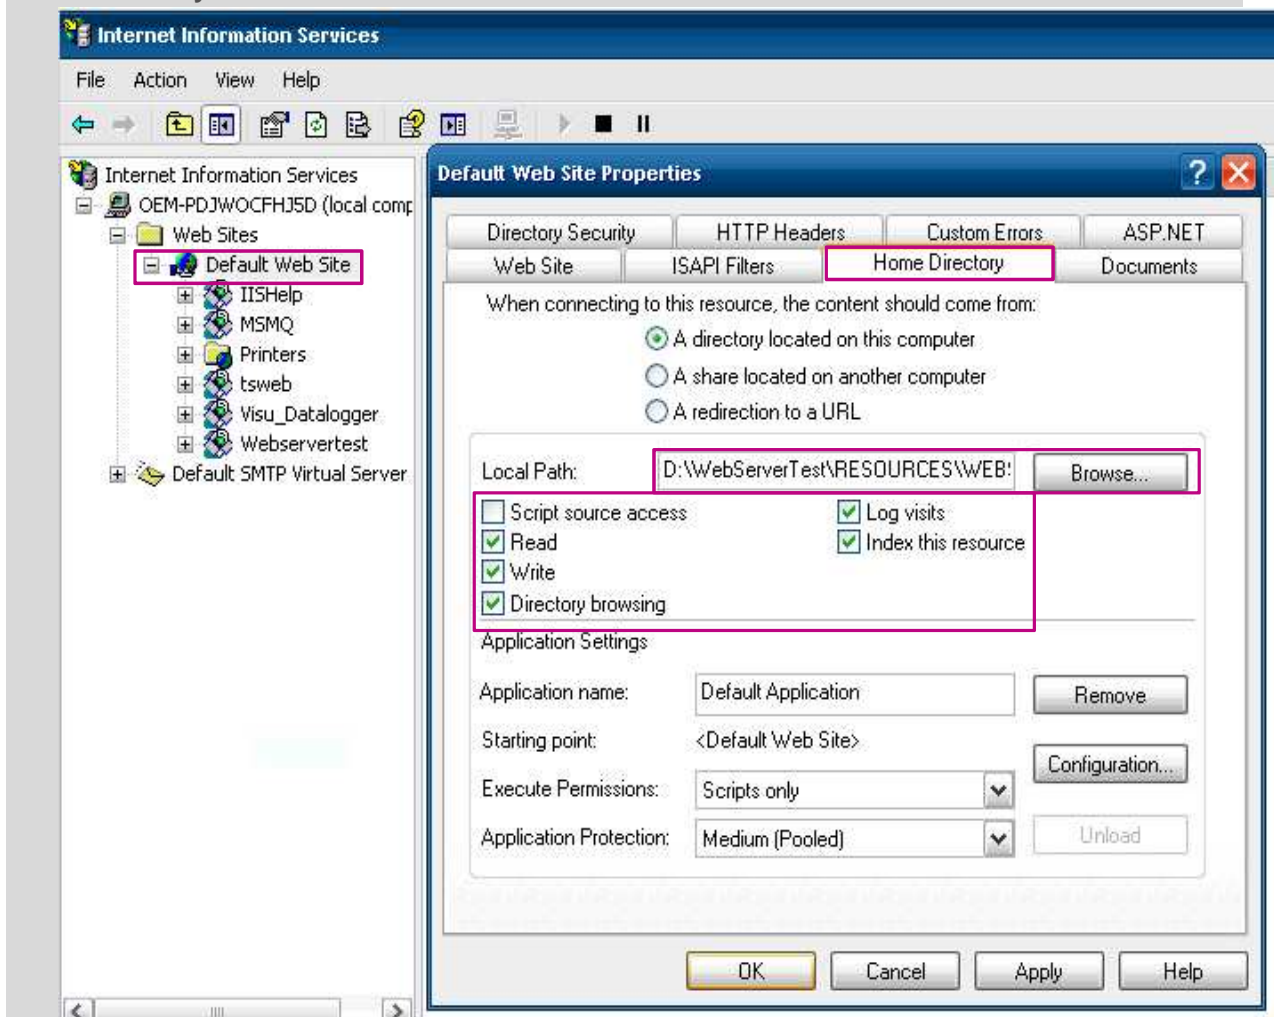 Internet Information Services
File Action View Help
Internet Information Services
OEM-PDJWOCFHJ5D (local comp
Web Sites
Default Web Site
IISHelp
MSMQ
Printers
tsweb
Visu_Datalogger
Webservertest
Default SMTP Virtual Server
Default Web Site Properties
Directory Security HTTP Headers Custom Errors ASP.NET
Web Site ISAPI Filters Home Directory Documents
When connecting to this resource, the content should come from:
A directory located on this computer
A share located on another computer
A redirection to a URL
Local Path: D:\WebServerTest\RESOURCES\WEB! Browse...
Script source access Log visits
Read Index this resource
Write
Directory browsing
Application Settings
Application name: Default Application Remove
Starting point: <Default Web Site>
Configuration...
Execute Permissions: Scripts only
Application Protection: Medium (Pooled) Unload
OK Cancel Apply Help